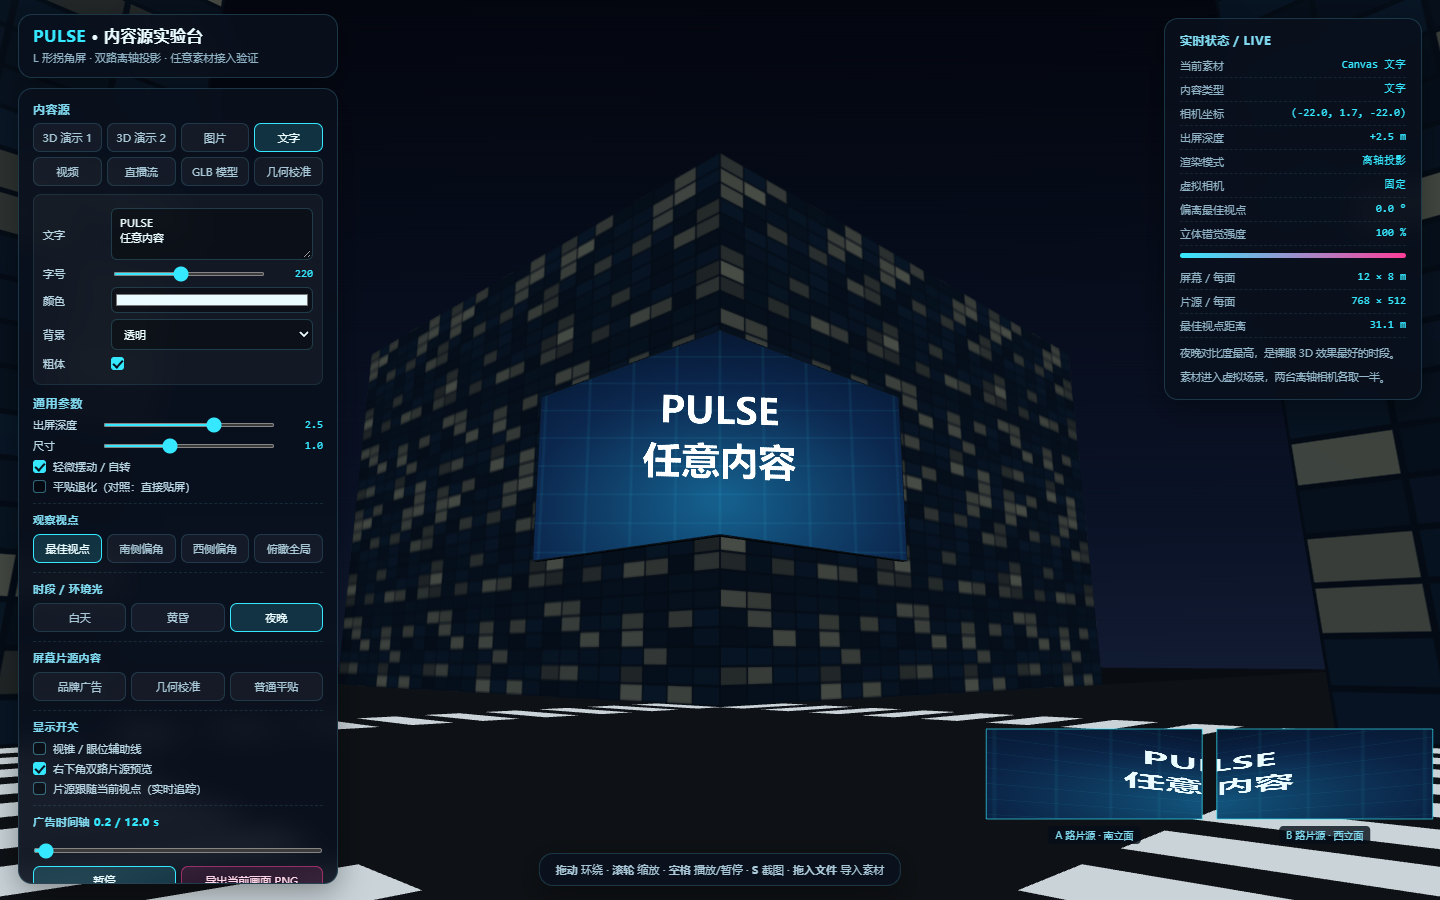 PULSE • 内容源实验台
L 形拐角屏 · 双路离轴投影 · 任意素材接入验证
内容源
3D 演示 1
3D 演示 2
图片
文字
视频
直播流
GLB 模型
几何校准
文字
PULSE
任意内容
字号
220
颜色
背景
透明
粗体
通用参数
出屏深度
2.5
尺寸
1.0
轻微摆动 / 自转
平贴退化（对照：直接贴屏）
观察视点
最佳视点
南侧偏角
西侧偏角
俯瞰全局
时段 / 环境光
白天
黄昏
夜晚
屏幕片源内容
品牌广告
几何校准
普通平贴
显示开关
视锥 / 眼位辅助线
右下角双路片源预览
片源跟随当前视点（实时追踪）
广告时间轴 0.2 / 12.0 s
暂停
导出当前画面 PNG
PULSE
任意内容
实时状态 / LIVE
当前素材
Canvas 文字
内容类型
文字
相机坐标
(-22.0, 1.7, -22.0)
出屏深度
+2.5 m
渲染模式
离轴投影
虚拟相机
固定
偏离最佳视点
0.0 °
立体错觉强度
100 %
屏幕 / 每面
12 × 8 m
片源 / 每面
768 × 512
最佳视点距离
31.1 m
夜晚对比度最高，是裸眼 3D 效果最好的时段。
素材进入虚拟场景，两台离轴相机各取一半。
PULSE
任意内容
A 路片源 · 南立面
B 路片源 · 西立面
拖动 环绕 · 滚轮 缩放 · 空格 播放/暂停 · S 截图 · 拖入文件 导入素材